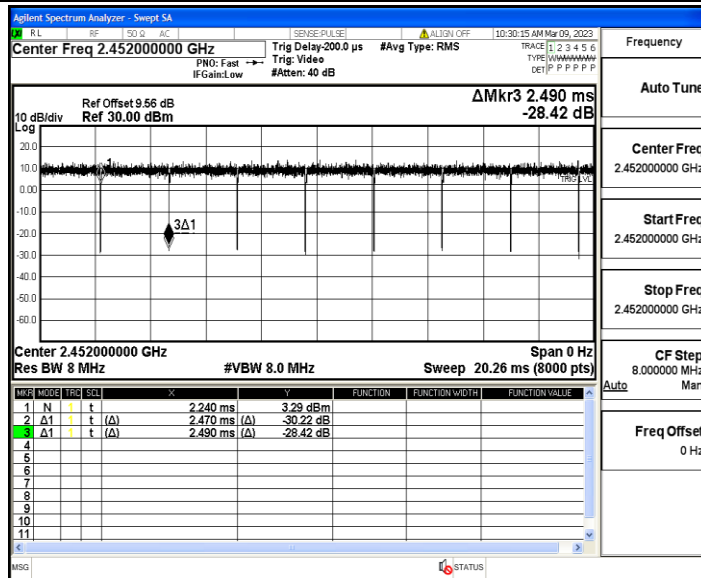 Agilent Spectrum Analyzer - Swept SA
RL RF 50 Ω AC SENSE:PULSE ALIGN OFF 10:30:15 AM Mar 09, 2023
Center Freq 2.452000000 GHz
PNO: Fast
IFGain:Low
Trig Delay-200.0 µs
Trig: Video
#Atten: 40 dB
#Avg Type: RMS
TRACE 1 2 3 4 5 6
TYPE WWWWWW
DET P P P P P P
Ref Offset 9.56 dB
10 dB/div Ref 30.00 dBm
Log
ΔMkr3 2.490 ms
-28.42 dB
20.0
10.0
0.00
-10.0
-20.0
-30.0
-40.0
-50.0
-60.0
1
TRIG LVL
3Δ1
Center 2.452000000 GHz Span 0 Hz
Res BW 8 MHz #VBW 8.0 MHz Sweep 20.26 ms (8000 pts)
MKR MODE TRC SCL X Y FUNCTION FUNCTION WIDTH FUNCTION VALUE
1 N 1 t 2.240 ms 3.29 dBm
2 Δ1 1 t (Δ) 2.470 ms (Δ) -30.22 dB
3 Δ1 1 t (Δ) 2.490 ms (Δ) -28.42 dB
4
5
6
7
8
9
10
11
MSG STATUS
Frequency
Auto Tune
Center Freq
2.452000000 GHz
Start Freq
2.452000000 GHz
Stop Freq
2.452000000 GHz
CF Step
8.000000 MHz
Auto Man
Freq Offset
0 Hz